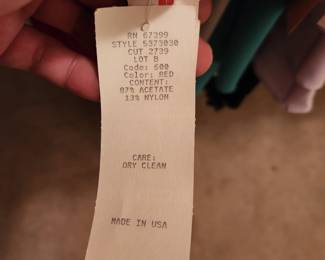 RN 67399
STYLE 5373030
CUT 2739
LOT B
Code: 600
Color: RED
CONTENT:
87% ACETATE
13% NYLON
CARE:
DRY CLEAN
MADE IN USA